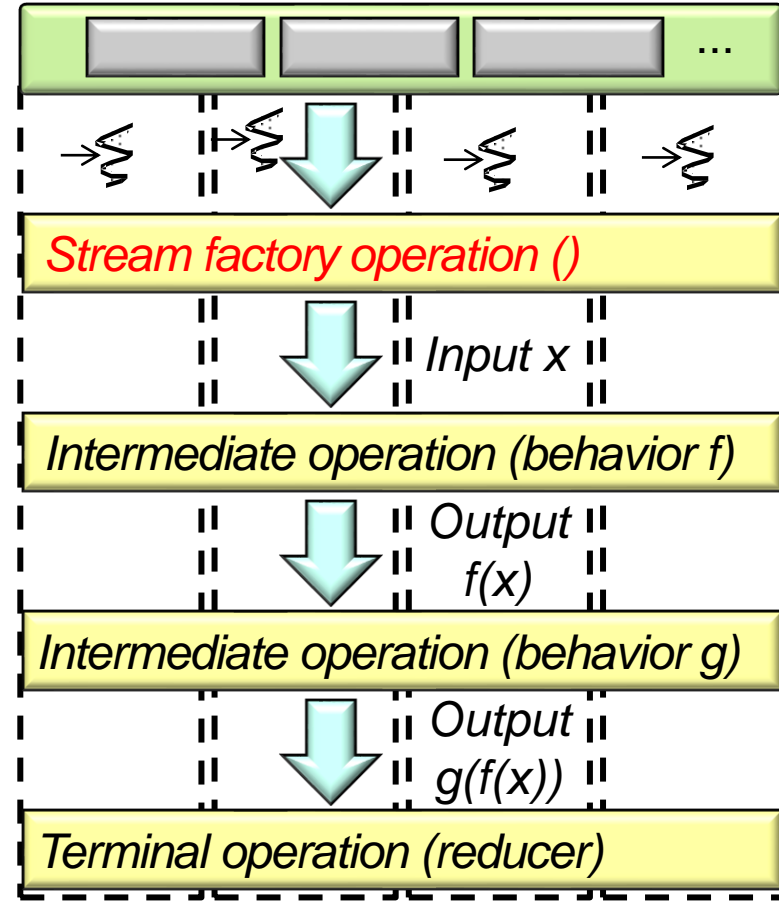 ...
Stream factory operation ()
Input x
Intermediate operation (behavior f)
Output
f(x)
Intermediate operation (behavior g)
Output
g(f(x))
Terminal operation (reducer)